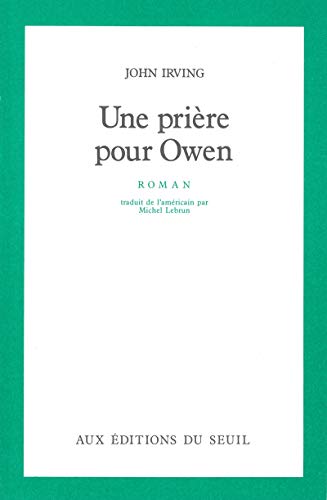 JOHN IRVING
Une prière
pour Owen
ROMAN
traduit de l'américain par
Michel Lebrun
AUX ÉDITIONS DU SEUIL